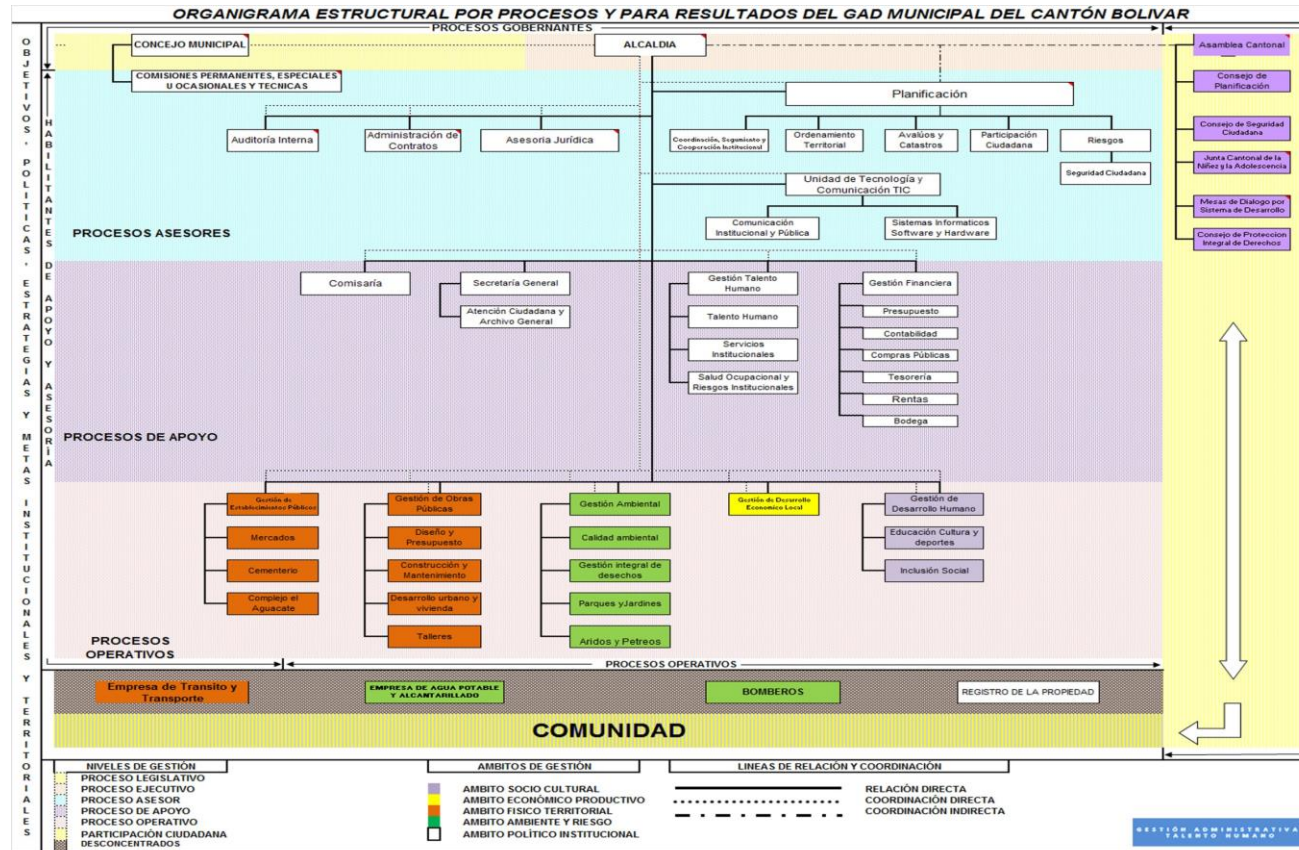 ORGANIGRAMA ESTRUCTURAL POR PROCESOS Y PARA RESULTADOS DEL GAD MUNICIPAL DEL CANTÓN BOLIVAR
PROCESOS GOBERNANTES
OBJETIVOS, POLITICAS, ESTRATEGIAS Y METAS INSTITUCIONALES Y TERRITORIALES
HABILITANTES DE APOYO Y ASESORÍA
CONCEJO MUNICIPAL
ALCALDIA
COMISIONES PERMANENTES, ESPECIALES
U OCASIONALES Y TECNICAS
Planificación
Auditoría Interna
Administración de
Contratos
Asesoria Jurídica
Coordinación, Seguimiento y
Cooperación Institucional
Ordenamiento
Territorial
Avalúos y
Catastros
Participación
Ciudadana
Riesgos
Seguridad Ciudadana
Unidad de Tecnología y
Comunicación TIC
Comunicación
Institucional y Pública
Sistemas Informaticos
Software y Hardware
PROCESOS ASESORES
Asamblea Cantonal
Consejo de
Planificación
Consejo de Seguridad
Ciudadana
Junta Cantonal de la
Niñez y la Adolescencia
Mesas de Dialogo por
Sistema de Desarrollo
Consejo de Proteccion
Integral de Derechos
Comisaría
Secretaría General
Atención Ciudadana y
Archivo General
Gestión Talento
Humano
Talento Humano
Servicios
Institucionales
Salud Ocupacional y
Riesgos Institucionales
Gestión Financiera
Presupuesto
Contabilidad
Compras Públicas
Tesorería
Rentas
Bodega
PROCESOS DE APOYO
Gestión de
Establecimientos Públicos
Mercados
Cementerio
Complejo el
Aguacate
Gestión de Obras
Públicas
Diseño y
Presupuesto
Construcción y
Mantenimiento
Desarrollo urbano y
vivienda
Talleres
Gestión Ambiental
Calidad ambiental
Gestión integral de
desechos
Parques yJardines
Aridos y Petreos
Gestión de Desarrollo
Economico Local
Gestión de
Desarrollo Humano
Educación Cultura y
deportes
Inclusión Social
PROCESOS
OPERATIVOS
PROCESOS OPERATIVOS
Empresa de Transito y
Transporte
EMPRESA DE AGUA POTABLE
Y ALCANTARILLADO
BOMBEROS
REGISTRO DE LA PROPIEDAD
COMUNIDAD
NIVELES DE GESTIÓN
PROCESO LEGISLATIVO
PROCESO EJECUTIVO
PROCESO ASESOR
PROCESO DE APOYO
PROCESO OPERATIVO
PARTICIPACIÓN CIUDADANA
DESCONCENTRADOS
AMBITOS DE GESTIÓN
AMBITO SOCIO CULTURAL
AMBITO ECONÓMICO PRODUCTIVO
AMBITO FISICO TERRITORIAL
AMBITO AMBIENTE Y RIESGO
AMBITO POLÍTICO INSTITUCIONAL
LINEAS DE RELACIÓN Y COORDINACIÓN
RELACIÓN DIRECTA
COORDINACIÓN DIRECTA
COORDINACIÓN INDIRECTA
GESTIÓN ADMINISTRATIVA
TALENTO HUMANO